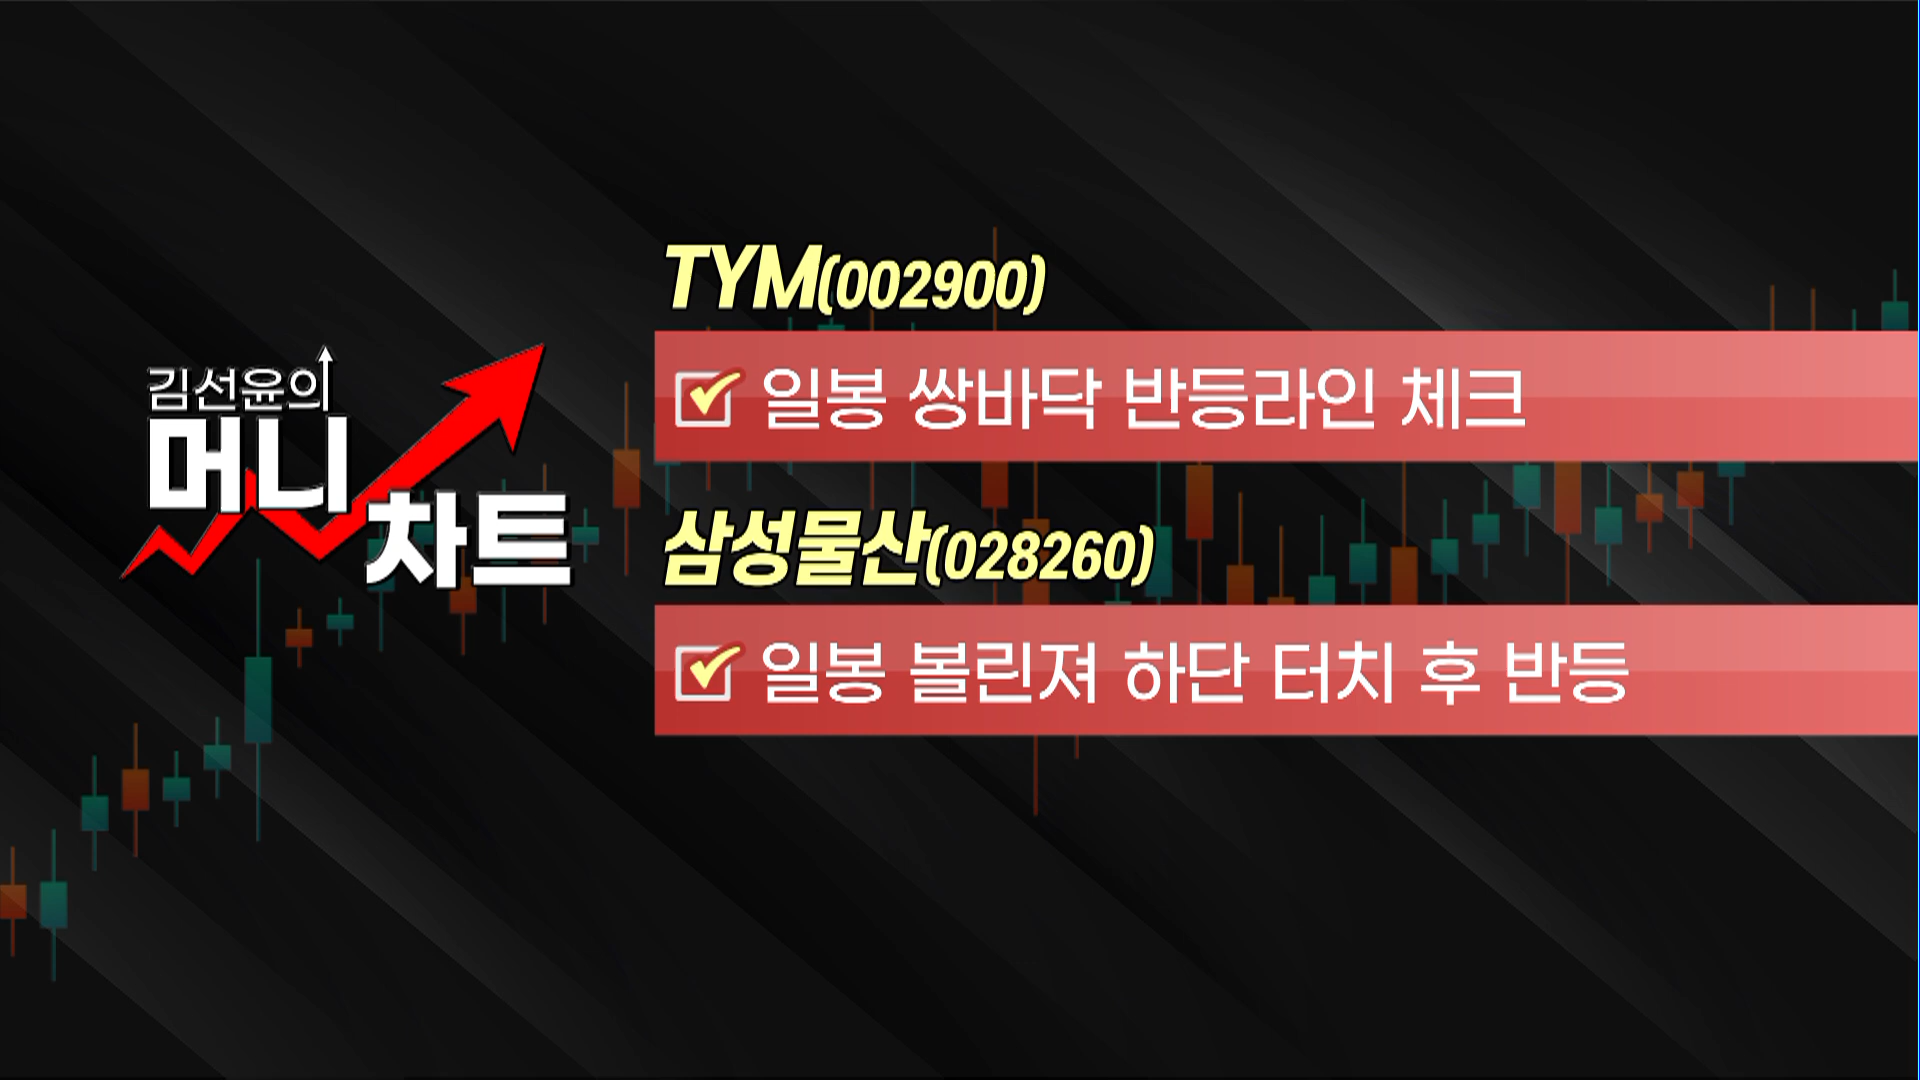 김선윤의
머니
차트
TYM(002900)
일봉 쌍바닥 반등라인 체크
삼성물산(028260)
일봉 볼린져 하단 터치 후 반등